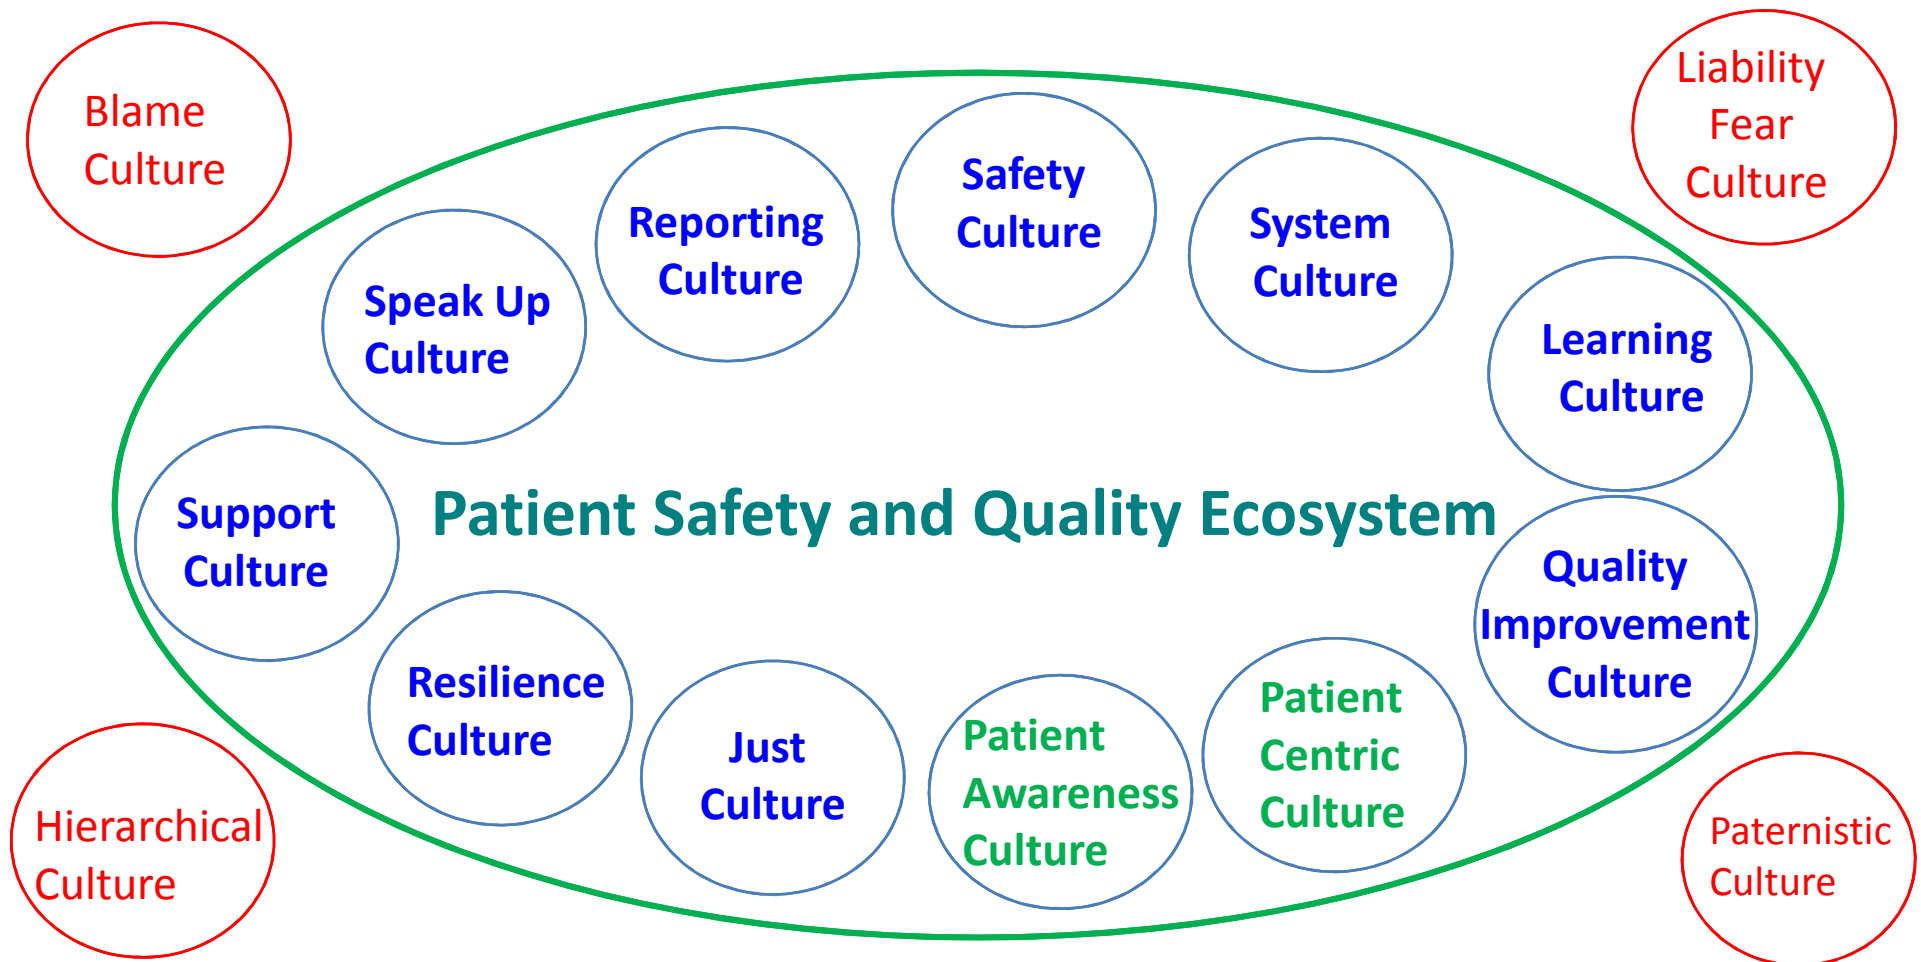 Blame
Culture
Liability
Fear
Culture
Safety
Culture
Reporting
Culture
System
Culture
Speak Up
Culture
Learning
Culture
Support
Culture
Patient Safety and Quality Ecosystem
Quality
Improvement
Culture
Resilience
Culture
Just
Culture
Patient
Awareness
Culture
Patient
Centric
Culture
Hierarchical
Culture
Paternistic
Culture